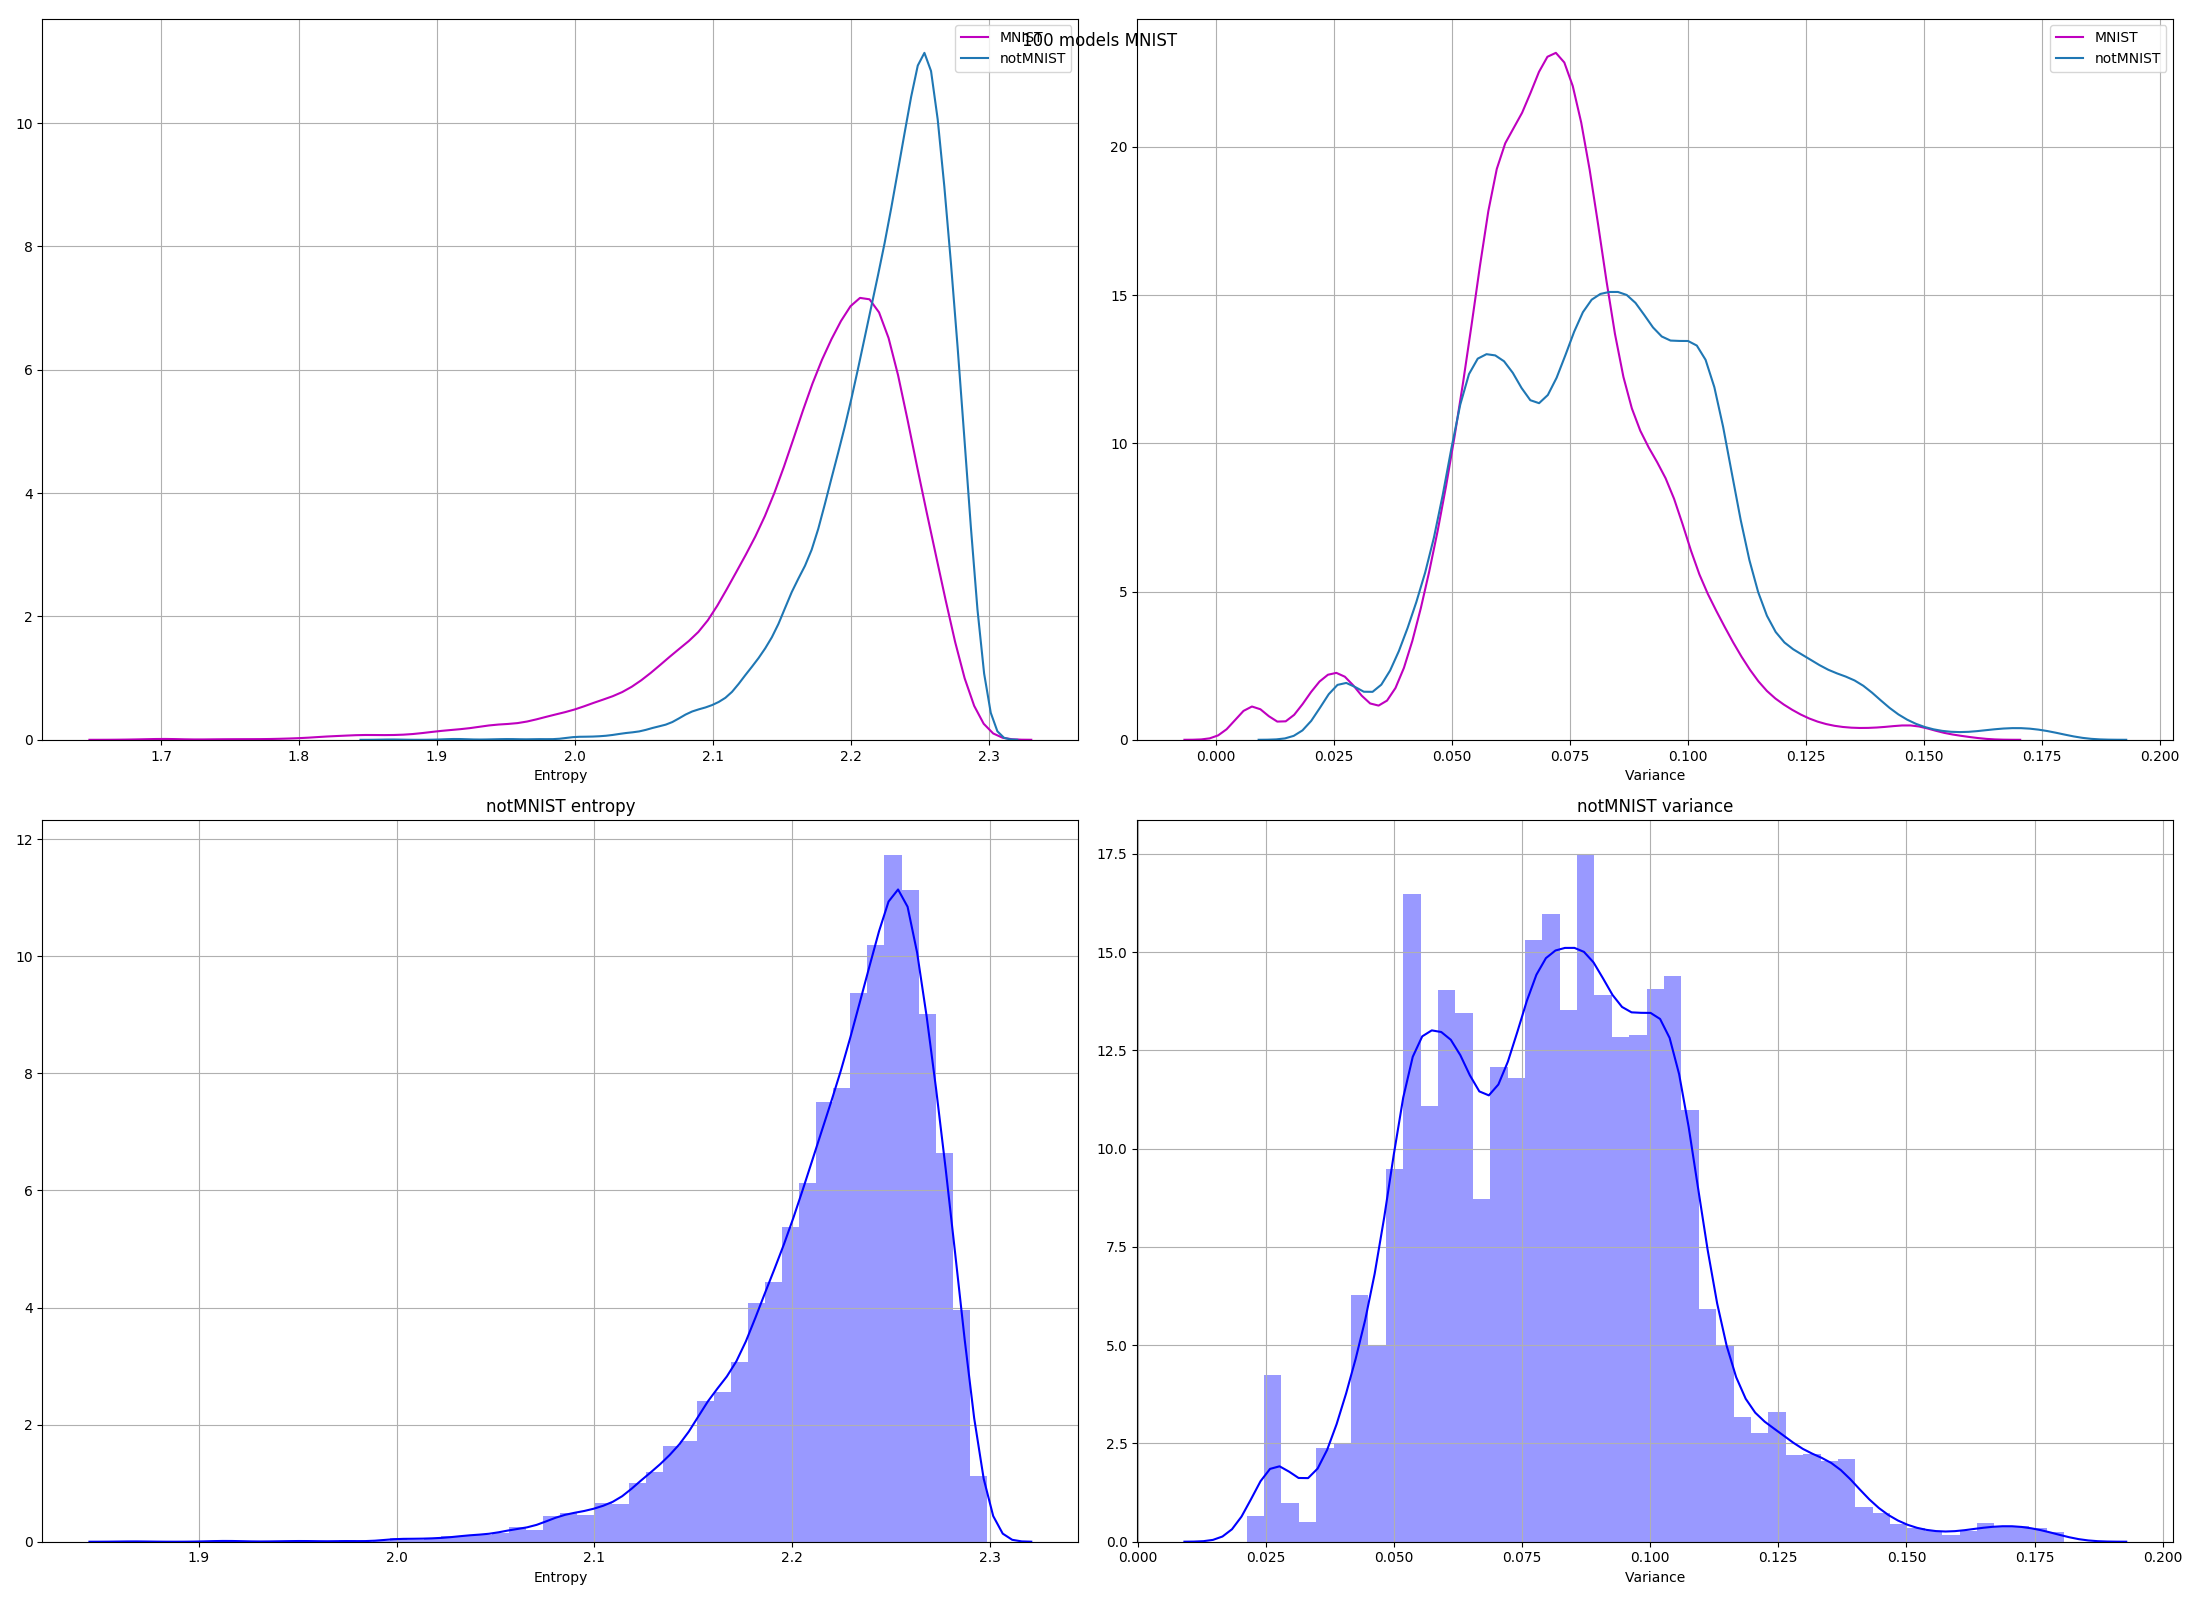 100 models MNIST
MNIST
notMNIST
10
8
6
4
2
0
1.7 1.8 1.9 2.0 2.1 2.2 2.3
Entropy
MNIST
notMNIST
20
15
10
5
0
0.000 0.025 0.050 0.075 0.100 0.125 0.150 0.175 0.200
Variance
notMNIST entropy
12
10
8
6
4
2
0
1.9 2.0 2.1 2.2 2.3
Entropy
notMNIST variance
17.5
15.0
12.5
10.0
7.5
5.0
2.5
0.0
0.000 0.025 0.050 0.075 0.100 0.125 0.150 0.175 0.200
Variance